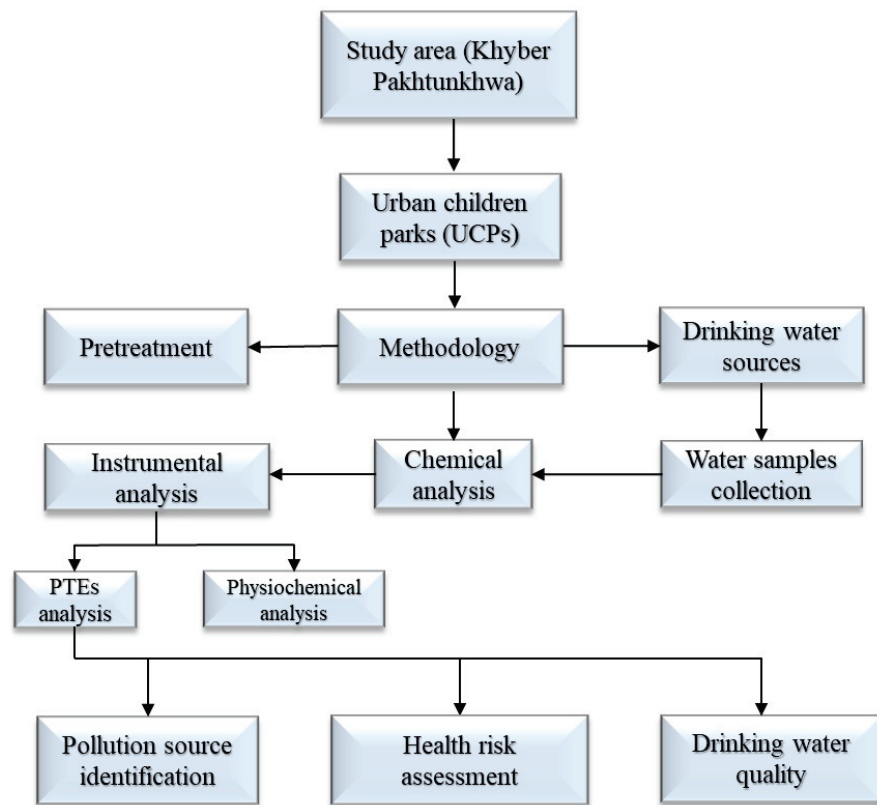 Study area (Khyber
Pakhtunkhwa)
Urban children
parks (UCPs)
Pretreatment
Methodology
Drinking water
sources
Instrumental
analysis
Chemical
analysis
Water samples
collection
PTEs
analysis
Physiochemical
analysis
Pollution source
identification
Health risk
assessment
Drinking water
quality